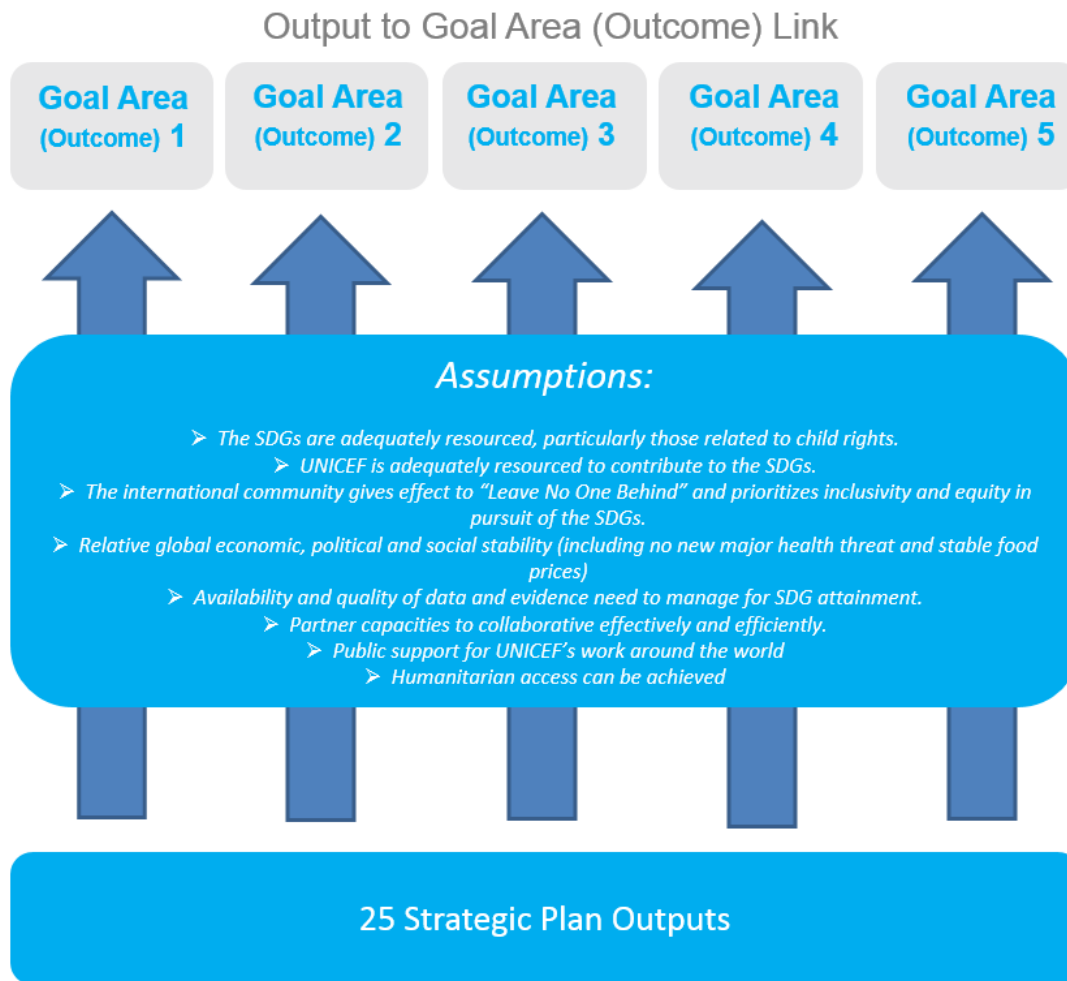 Output to Goal Area (Outcome) Link
Goal Area
(Outcome) 1
Goal Area
(Outcome) 2
Goal Area
(Outcome) 3
Goal Area
(Outcome) 4
Goal Area
(Outcome) 5
Assumptions:
➢ The SDGs are adequately resourced, particularly those related to child rights.
➢ UNICEF is adequately resourced to contribute to the SDGs.
➢ The international community gives effect to “Leave No One Behind” and prioritizes inclusivity and equity in
pursuit of the SDGs.
➢ Relative global economic, political and social stability (including no new major health threat and stable food
prices)
➢ Availability and quality of data and evidence need to manage for SDG attainment.
➢ Partner capacities to collaborative effectively and efficiently.
➢ Public support for UNICEF’s work around the world
➢ Humanitarian access can be achieved
25 Strategic Plan Outputs